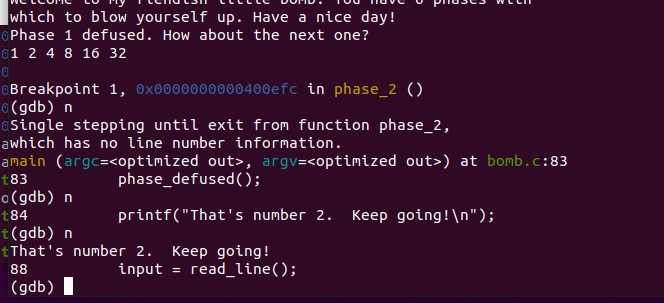 Welcome to my fiendish little bomb. You have 6 phases with
which to blow yourself up. Have a nice day!
Phase 1 defused. How about the next one?
1 2 4 8 16 32
Breakpoint 1, 0x0000000000400efc in phase_2 ()
(gdb) n
Single stepping until exit from function phase_2,
which has no line number information.
main (argc=<optimized out>, argv=<optimized out>) at bomb.c:83
83 phase_defused();
(gdb) n
84 printf("That's number 2.  Keep going!\n");
(gdb) n
That's number 2.  Keep going!
88 input = read_line();
(gdb)